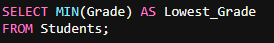 SELECT MIN(Grade) AS Lowest_Grade
FROM Students;